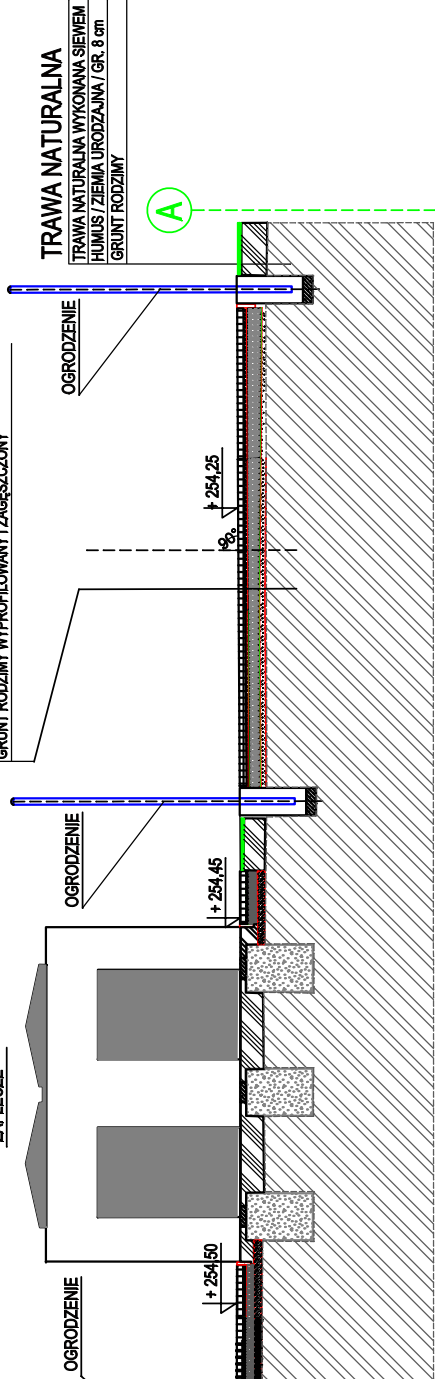 TRAWA NATURALNA
TRAWA NATURALNA WYKONANA SIEWEM
HUMUS / ZIEMIA URODZAJNA / GR. 8 cm
GRUNT RODZIMY
A
OGRODZENIE
GRUNT RODZIMY WYPROFILOWANY I ZAGĘSZCZONY
+ 254,25
90°
OGRODZENIE
+ 254,45
OGRODZENIE
+ 254,50